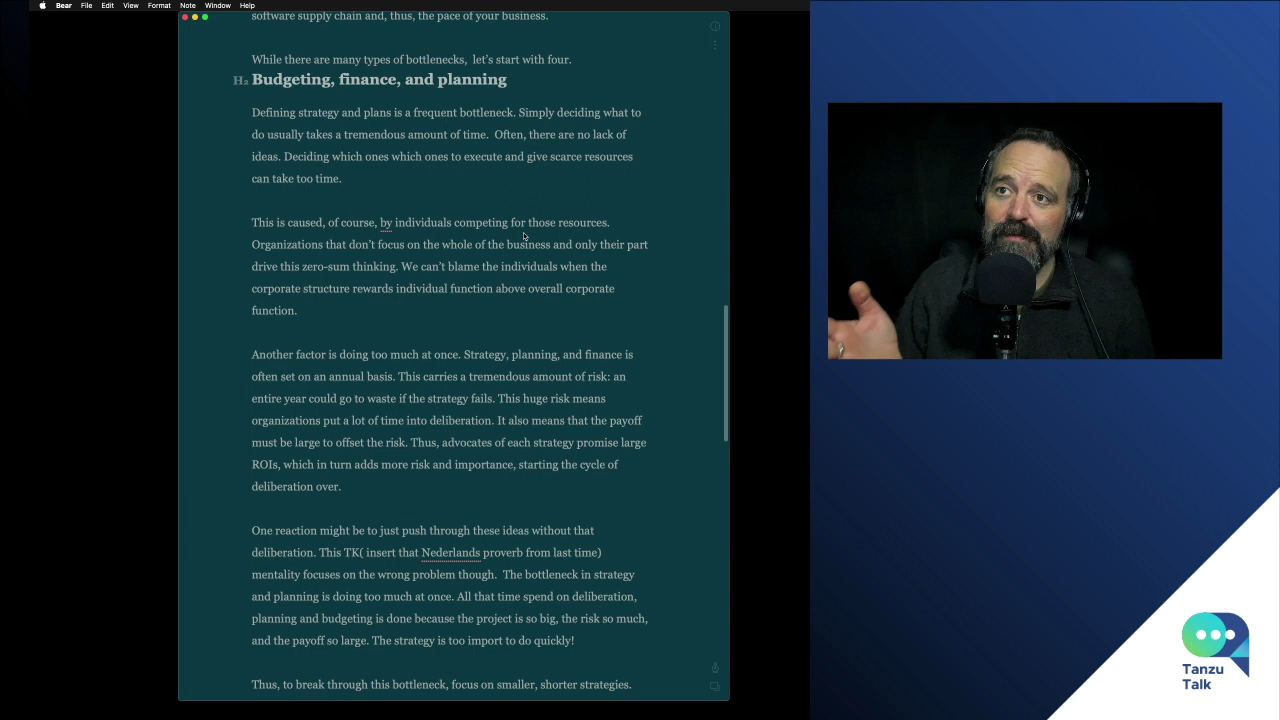 Bear File Edit View Format Note Window Help
software supply chain and, thus, the pace of your business.
While there are many types of bottlenecks,  let's start with four.
H2 Budgeting, finance, and planning
Defining strategy and plans is a frequent bottleneck. Simply deciding what to
do usually takes a tremendous amount of time.  Often, there are no lack of
ideas. Deciding which ones which ones to execute and give scarce resources
can take too time.
This is caused, of course, by individuals competing for those resources.
Organizations that don't focus on the whole of the business and only their part
drive this zero-sum thinking. We can't blame the individuals when the
corporate structure rewards individual function above overall corporate
function.
Another factor is doing too much at once. Strategy, planning, and finance is
often set on an annual basis. This carries a tremendous amount of risk: an
entire year could go to waste if the strategy fails. This huge risk means
organizations put a lot of time into deliberation. It also means that the payoff
must be large to offset the risk. Thus, advocates of each strategy promise large
ROIs, which in turn adds more risk and importance, starting the cycle of
deliberation over.
One reaction might be to just push through these ideas without that
deliberation. This TK( insert that Nederlands proverb from last time)
mentality focuses on the wrong problem though.  The bottleneck in strategy
and planning is doing too much at once. All that time spend on deliberation,
planning and budgeting is done because the project is so big, the risk so much,
and the payoff so large. The strategy is too import to do quickly!
Thus, to break through this bottleneck, focus on smaller, shorter strategies.
Tanzu
Talk